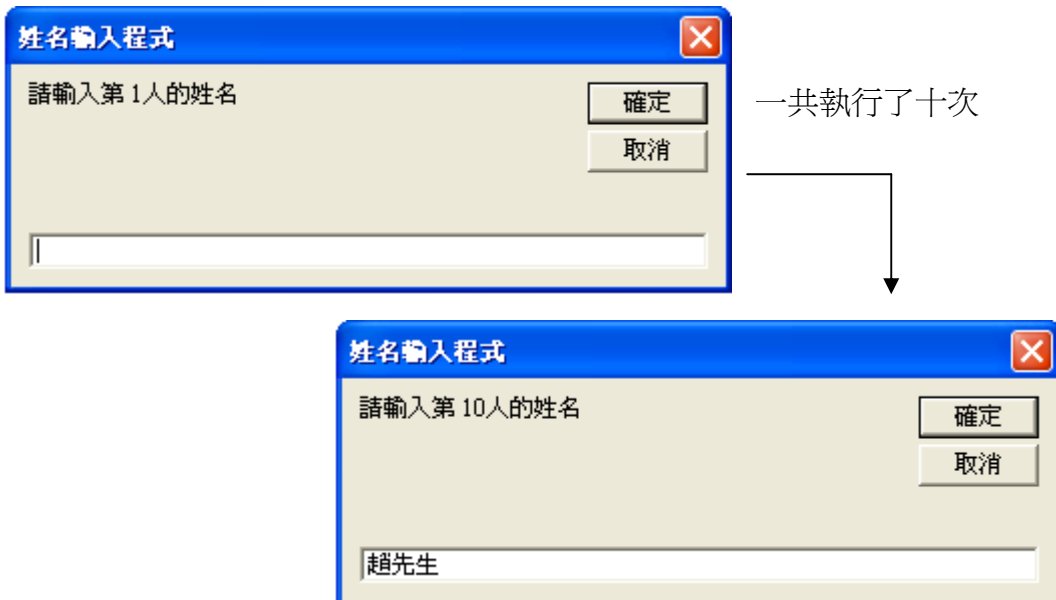 姓名輸入程式
請輸入第 1人的姓名
確定
取消
一共執行了十次
姓名輸入程式
請輸入第 10人的姓名
確定
取消
趙先生